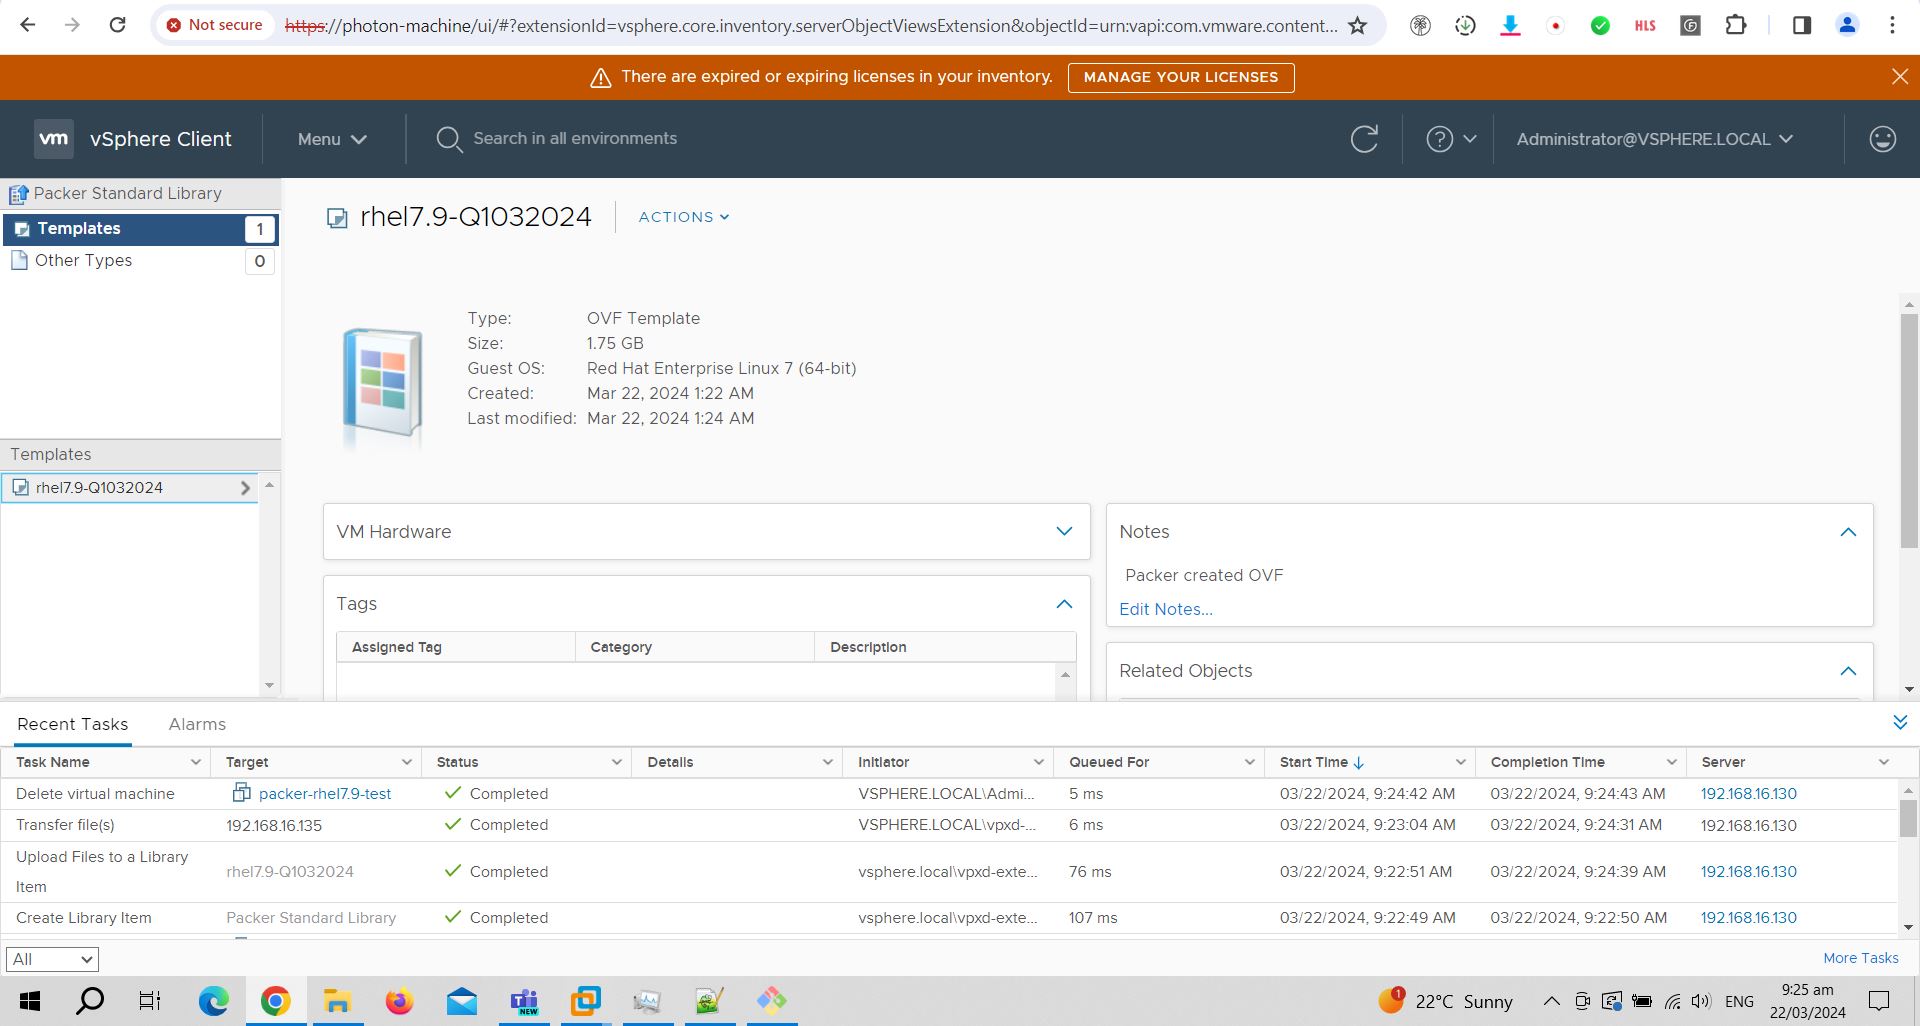 Not secure
https://photon-machine/ui/#?extensionId=vsphere.core.inventory.serverObjectViewsExtension&objectId=urn:vapi:com.vmware.content...
HLS
There are expired or expiring licenses in your inventory.
MANAGE YOUR LICENSES
vm
vSphere Client
Menu
Search in all environments
?
Administrator@VSPHERE.LOCAL
Packer Standard Library
Templates 1
Other Types 0
rhel7.9-Q1032024
ACTIONS
Type: OVF Template
Size: 1.75 GB
Guest OS: Red Hat Enterprise Linux 7 (64-bit)
Created: Mar 22, 2024 1:22 AM
Last modified: Mar 22, 2024 1:24 AM
Templates
rhel7.9-Q1032024
VM Hardware
Tags
Assigned Tag Category Description
Notes
Packer created OVF
Edit Notes...
Related Objects
Recent Tasks Alarms
Task Name Target Status Details Initiator Queued For Start Time Completion Time Server
Delete virtual machine packer-rhel7.9-test Completed VSPHERE.LOCAL\Admi... 5 ms 03/22/2024, 9:24:42 AM 03/22/2024, 9:24:43 AM 192.168.16.130
Transfer file(s) 192.168.16.135 Completed VSPHERE.LOCAL\vpxd-... 6 ms 03/22/2024, 9:23:04 AM 03/22/2024, 9:24:31 AM 192.168.16.130
Upload Files to a Library
Item rhel7.9-Q1032024 Completed vsphere.local\vpxd-exte... 76 ms 03/22/2024, 9:22:51 AM 03/22/2024, 9:24:39 AM 192.168.16.130
Create Library Item Packer Standard Library Completed vsphere.local\vpxd-exte... 107 ms 03/22/2024, 9:22:49 AM 03/22/2024, 9:22:50 AM 192.168.16.130
All
More Tasks
NEW
1
22°C Sunny
ENG
9:25 am
22/03/2024